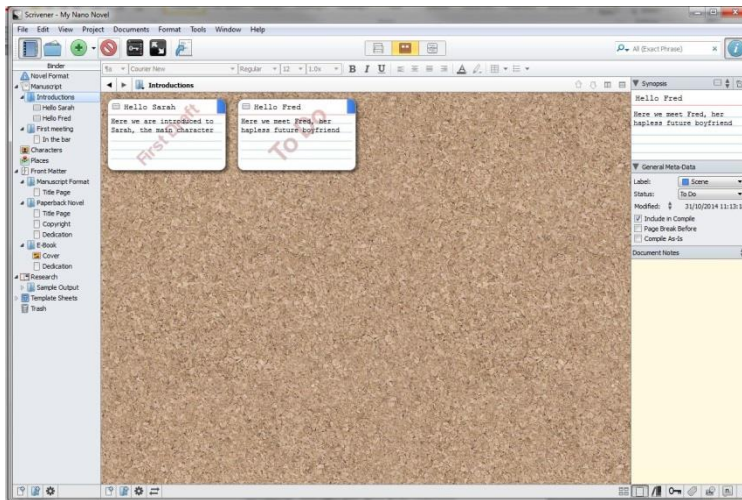 Scrivener - My Nano Novel
File Edit View Project Documents Format Tools Window Help
All (Exact Phrase)
Binder
Courier New Regular 12 1.0x B I U A
Novel Format
Manuscript
Introductions
Hello Sarah
Hello Fred
First meeting
In the bar
Characters
Places
Front Matter
Manuscript Format
Title Page
Paperback Novel
Title Page
Copyright
Dedication
E-Book
Cover
Dedication
Research
Sample Output
Template Sheets
Trash
Introductions
Hello Sarah
Here we are introduced to
Sarah, the main character
First Draft
Hello Fred
Here we meet Fred, her
hapless future boyfriend
To Do
Synopsis
Hello Fred
Here we meet Fred, her
hapless future boyfriend
General Meta-Data
Label: Scene
Status: To Do
Modified: 31/10/2014 11:13:1
Include in Compile
Page Break Before
Compile As-Is
Document Notes